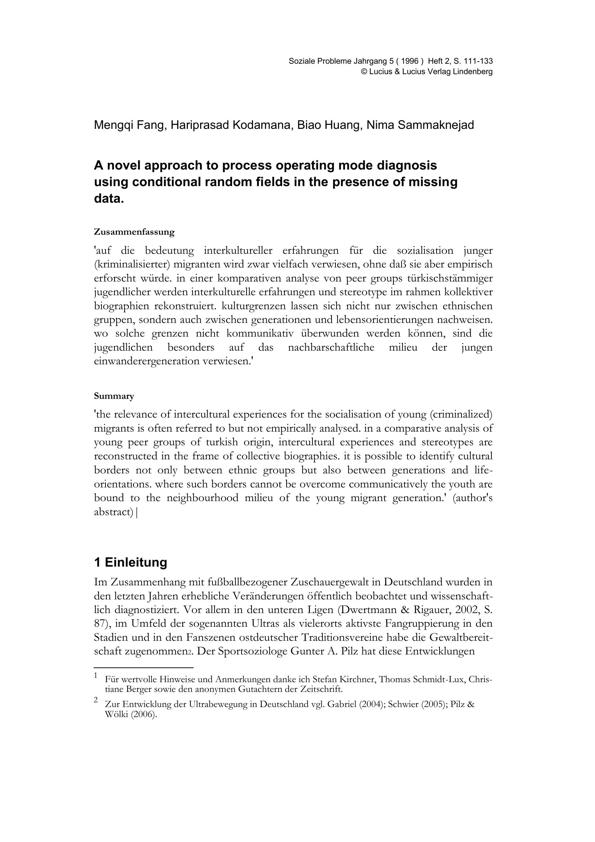 Soziale Probleme Jahrgang 5 ( 1996 ) Heft 2, S. 111-133
© Lucius & Lucius Verlag Lindenberg
Mengqi Fang, Hariprasad Kodamana, Biao Huang, Nima Sammaknejad
A novel approach to process operating mode diagnosis
using conditional random fields in the presence of missing
data.
Zusammenfassung
'auf die bedeutung interkultureller erfahrungen für die sozialisation junger
(kriminalisierter) migranten wird zwar vielfach verwiesen, ohne daß sie aber empirisch
erforscht würde. in einer komparativen analyse von peer groups türkischstämmiger
jugendlicher werden interkulturelle erfahrungen und stereotype im rahmen kollektiver
biographien rekonstruiert. kulturgrenzen lassen sich nicht nur zwischen ethnischen
gruppen, sondern auch zwischen generationen und lebensorientierungen nachweisen.
wo solche grenzen nicht kommunikativ überwunden werden können, sind die
jugendlichen besonders auf das nachbarschaftliche milieu der jungen
einwanderergeneration verwiesen.'
Summary
'the relevance of intercultural experiences for the socialisation of young (criminalized)
migrants is often referred to but not empirically analysed. in a comparative analysis of
young peer groups of turkish origin, intercultural experiences and stereotypes are
reconstructed in the frame of collective biographies. it is possible to identify cultural
borders not only between ethnic groups but also between generations and life-
orientations. where such borders cannot be overcome communicatively the youth are
bound to the neighbourhood milieu of the young migrant generation.' (author's
abstract)|
1 Einleitung
Im Zusammenhang mit fußballbezogener Zuschauergewalt in Deutschland wurden in
den letzten Jahren erhebliche Veränderungen öffentlich beobachtet und wissenschaft-
lich diagnostiziert. Vor allem in den unteren Ligen (Dwertmann & Rigauer, 2002, S.
87), im Umfeld der sogenannten Ultras als vielerorts aktivste Fangruppierung in den
Stadien und in den Fanszenen ostdeutscher Traditionsvereine habe die Gewaltbereit-
schaft zugenommen2. Der Sportsoziologe Gunter A. Pilz hat diese Entwicklungen
1 Für wertvolle Hinweise und Anmerkungen danke ich Stefan Kirchner, Thomas Schmidt-Lux, Chris-
tiane Berger sowie den anonymen Gutachtern der Zeitschrift.
2 Zur Entwicklung der Ultrabewegung in Deutschland vgl. Gabriel (2004); Schwier (2005); Pilz &
Wölki (2006).